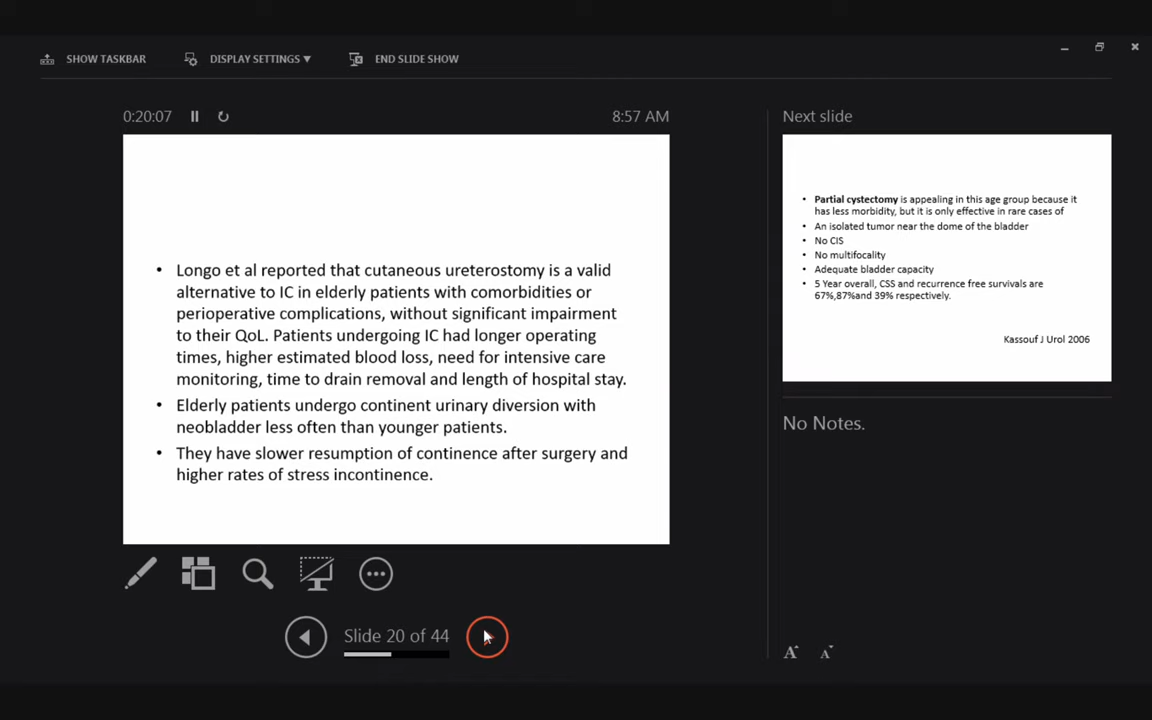 SHOW TASKBAR
DISPLAY SETTINGS
END SLIDE SHOW
0:20:07
8:57 AM
• Longo et al reported that cutaneous ureterostomy is a valid
alternative to IC in elderly patients with comorbidities or
perioperative complications, without significant impairment
to their QoL. Patients undergoing IC had longer operating
times, higher estimated blood loss, need for intensive care
monitoring, time to drain removal and length of hospital stay.
• Elderly patients undergo continent urinary diversion with
neobladder less often than younger patients.
• They have slower resumption of continence after surgery and
higher rates of stress incontinence.
Slide 20 of 44
Next slide
• Partial cystectomy is appealing in this age group because it
has less morbidity, but it is only effective in rare cases of
• An isolated tumor near the dome of the bladder
• No CIS
• No multifocality
• Adequate bladder capacity
• 5 Year overall, CSS and recurrence free survivals are
67%,87%and 39% respectively.
Kassouf J Urol 2006
No Notes.
A A